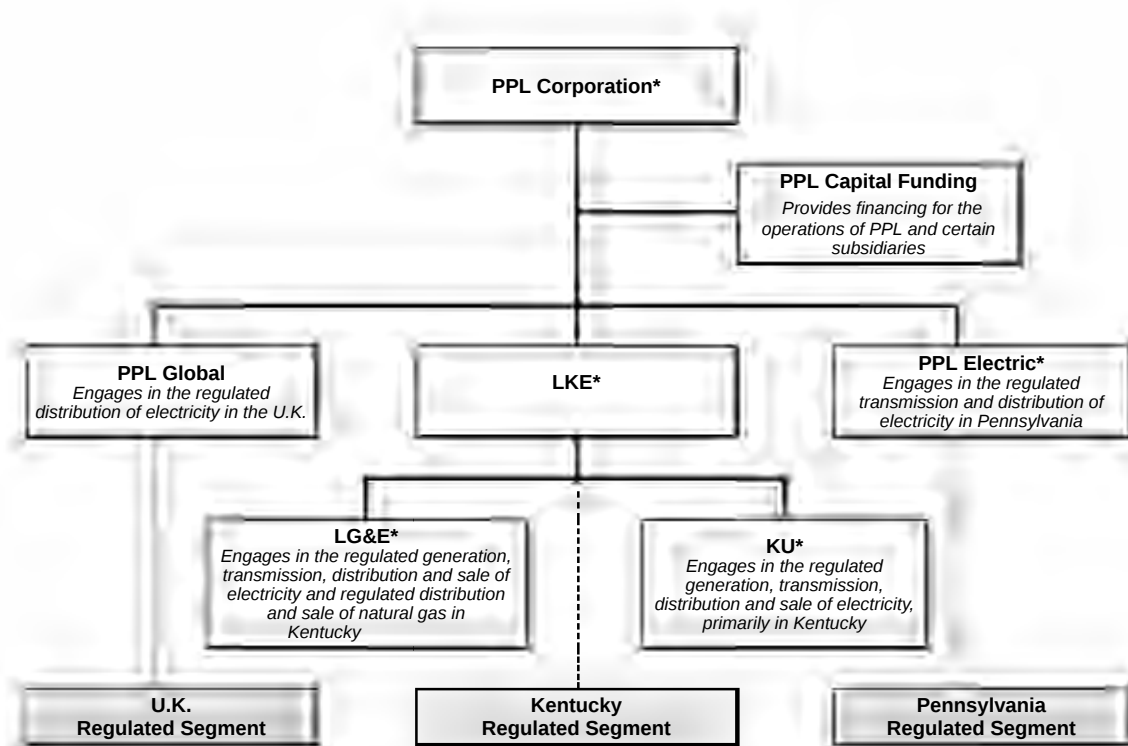 PPL Corporation*
PPL Capital Funding
Provides financing for the
operations of PPL and certain
subsidiaries
PPL Global
Engages in the regulated
distribution of electricity in the U.K.
LKE*
PPL Electric*
Engages in the regulated
transmission and distribution of
electricity in Pennsylvania
LG&E*
Engages in the regulated generation,
transmission, distribution and sale of
electricity and regulated distribution
and sale of natural gas in
Kentucky
KU*
Engages in the regulated
generation, transmission,
distribution and sale of electricity,
primarily in Kentucky
U.K.
Regulated Segment
Kentucky
Regulated Segment
Pennsylvania
Regulated Segment